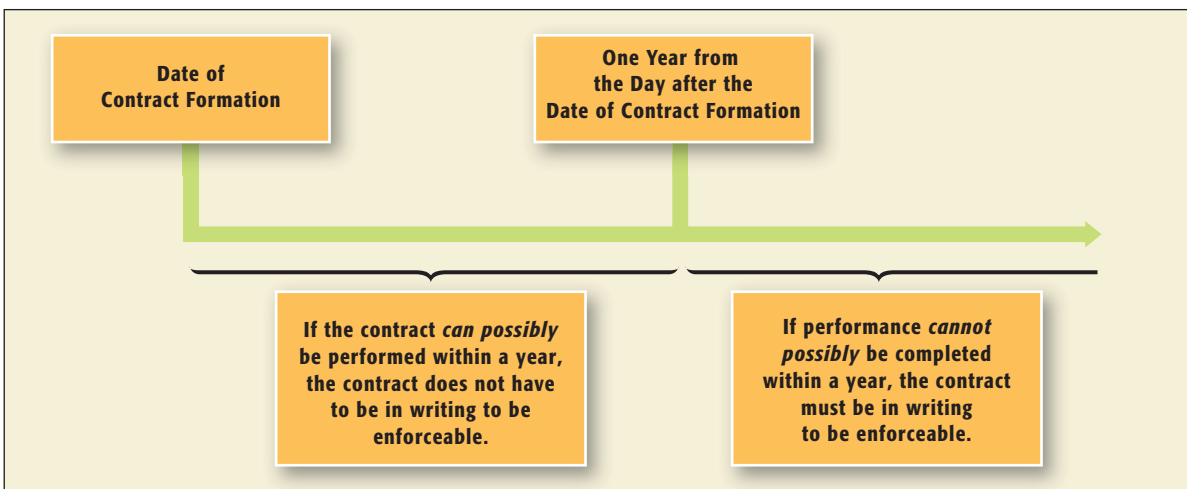 Date of
Contract Formation
One Year from
the Day after the
Date of Contract Formation
If the contract can possibly
be performed within a year,
the contract does not have
to be in writing to be
enforceable.
If performance cannot
possibly be completed
within a year, the contract
must be in writing
to be enforceable.